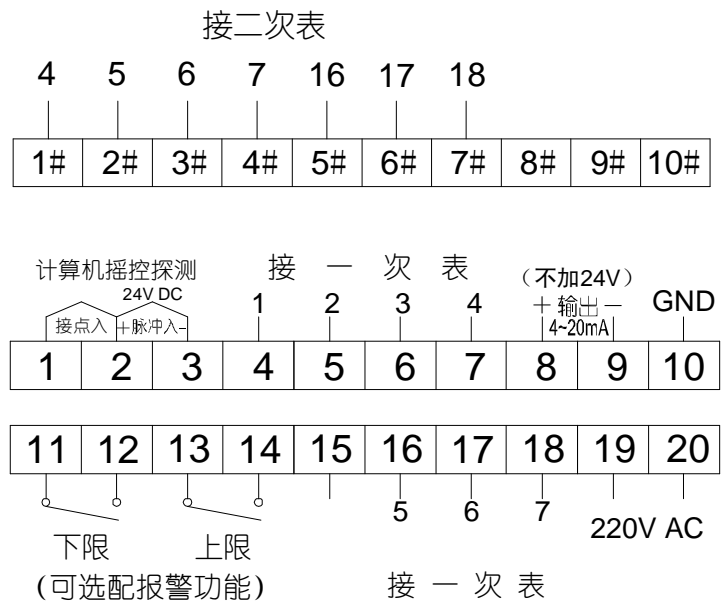 接二次表
4 5 6 7 16 17 18
1# 2# 3# 4# 5# 6# 7# 8# 9# 10#
计算机摇控探测 接 一 次 表 （不加24V）
24V DC
1 2 3 4 ＋ 输出 － GND
接点入 ＋脉冲入- 4~20mA
1 2 3 4 5 6 7 8 9 10
11 12 13 14 15 16 17 18 19 20
5 6 7 220V AC
下限 上限
(可选配报警功能) 接 一 次 表